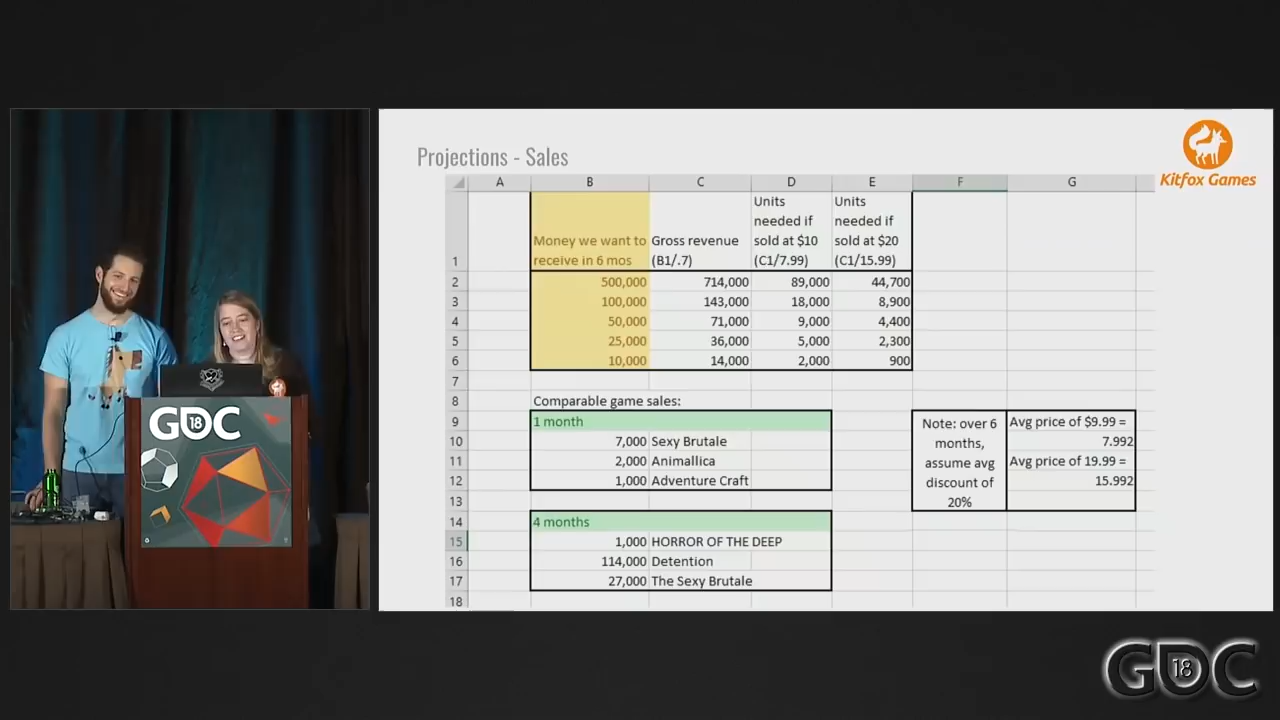 Projections - Sales
Kitfox Games
A B C D E F G
1
Money we want to
receive in 6 mos
Gross revenue
(B1/.7)
Units
needed if
sold at $10
(C1/7.99)
Units
needed if
sold at $20
(C1/15.99)
2 500,000 714,000 89,000 44,700
3 100,000 143,000 18,000 8,900
4 50,000 71,000 9,000 4,400
5 25,000 36,000 5,000 2,300
6 10,000 14,000 2,000 900
7
8 Comparable game sales:
9 1 month
10 7,000 Sexy Brutale
11 2,000 Animallica
12 1,000 Adventure Craft
13
Note: over 6
months,
assume avg
discount of
20%
Avg price of $9.99 =
7.992
Avg price of 19.99 =
15.992
14 4 months
15 1,000 HORROR OF THE DEEP
16 114,000 Detention
17 27,000 The Sexy Brutale
18
GDC
18
GDC
18